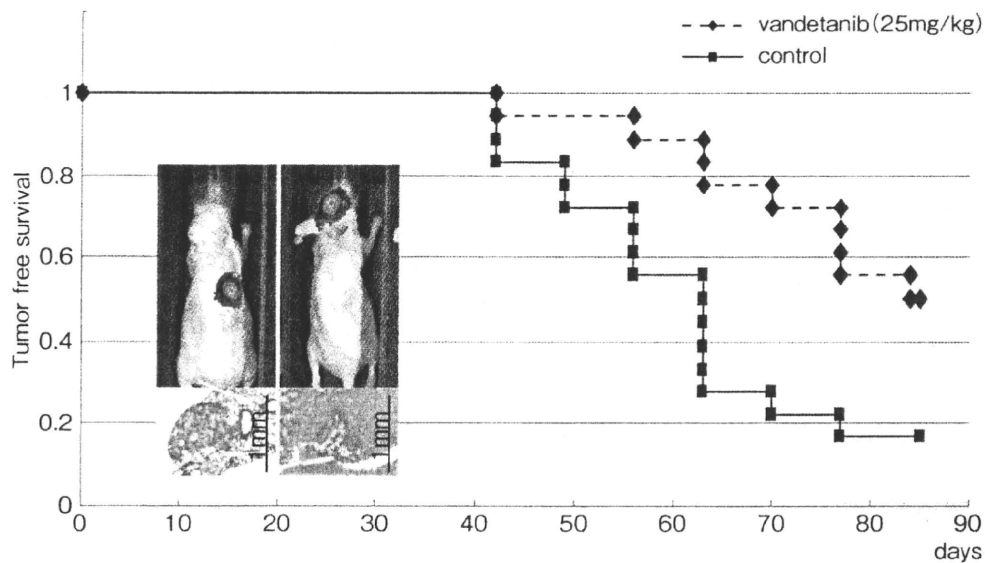 vandetanib(25mg/kg)
control
Tumor free survival
1
0.8
0.6
0.4
0.2
0
1mm
1mm
0 10 20 30 40 50 60 70 80 90
days